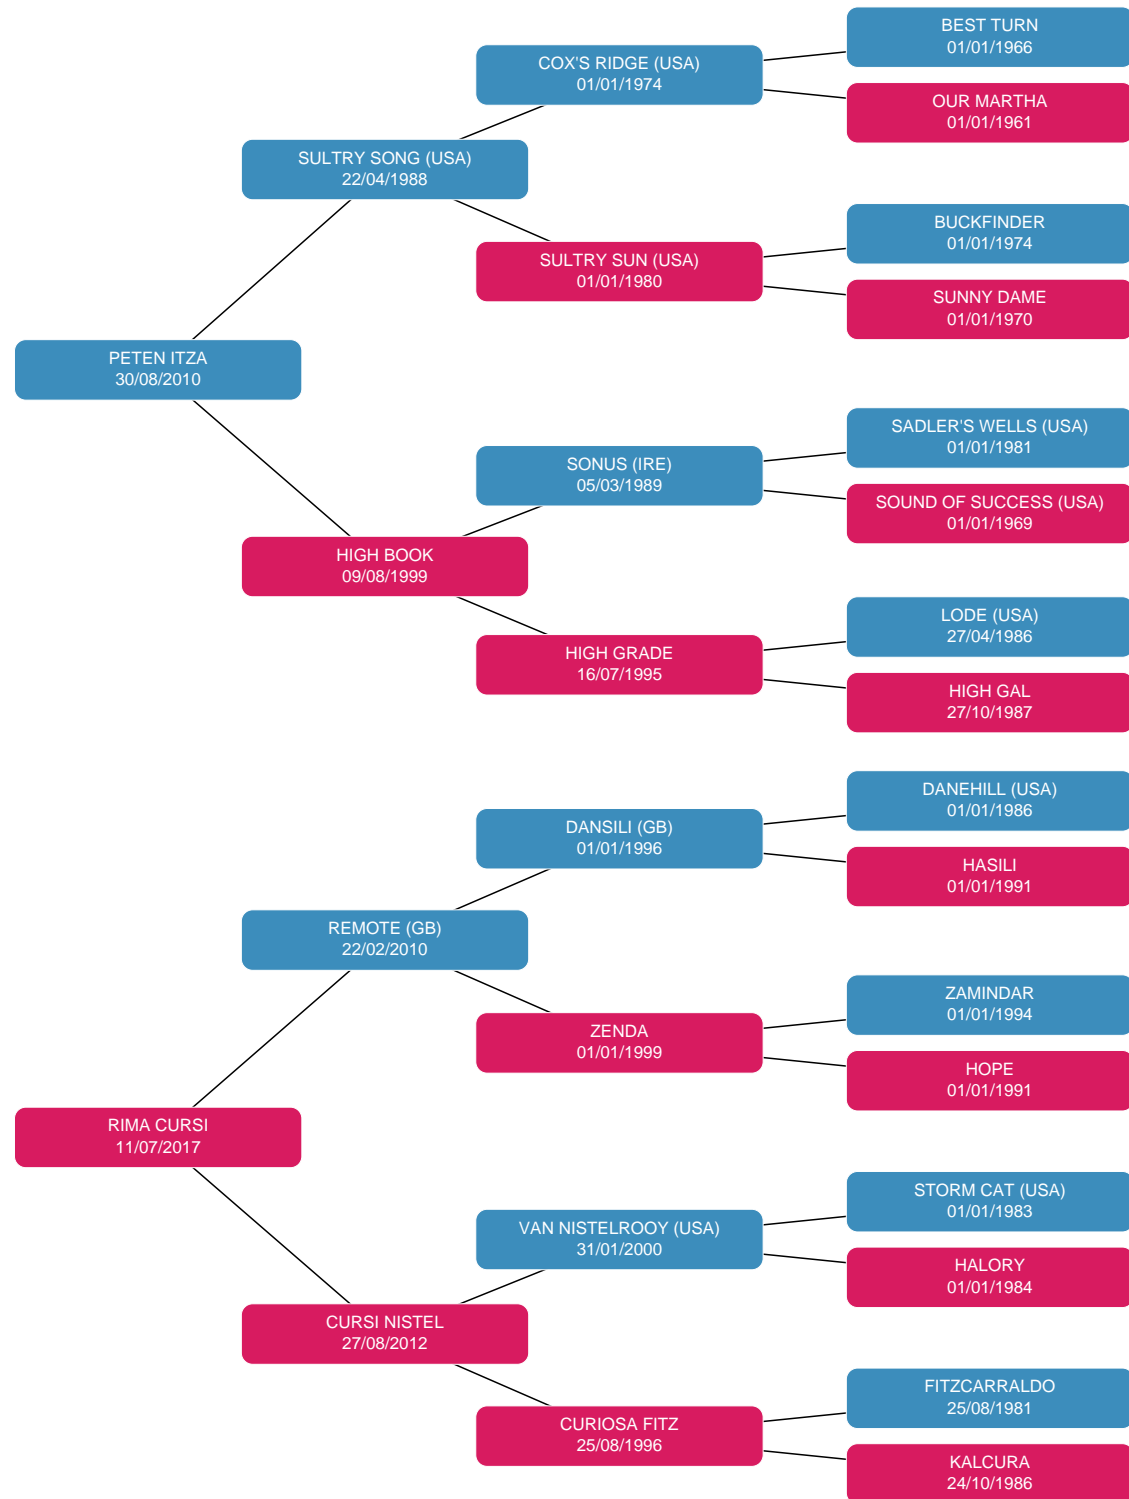 BEST TURN
01/01/1966
COX'S RIDGE (USA)
01/01/1974
OUR MARTHA
01/01/1961
SULTRY SONG (USA)
22/04/1988
BUCKFINDER
01/01/1974
SULTRY SUN (USA)
01/01/1980
SUNNY DAME
01/01/1970
PETEN ITZA
30/08/2010
SADLER'S WELLS (USA)
01/01/1981
SONUS (IRE)
05/03/1989
SOUND OF SUCCESS (USA)
01/01/1969
HIGH BOOK
09/08/1999
LODE (USA)
27/04/1986
HIGH GRADE
16/07/1995
HIGH GAL
27/10/1987
DANEHILL (USA)
01/01/1986
DANSILI (GB)
01/01/1996
HASILI
01/01/1991
REMOTE (GB)
22/02/2010
ZAMINDAR
01/01/1994
ZENDA
01/01/1999
HOPE
01/01/1991
RIMA CURSI
11/07/2017
STORM CAT (USA)
01/01/1983
VAN NISTELROOY (USA)
31/01/2000
HALORY
01/01/1984
CURSI NISTEL
27/08/2012
FITZCARRALDO
25/08/1981
CURIOSA FITZ
25/08/1996
KALCURA
24/10/1986